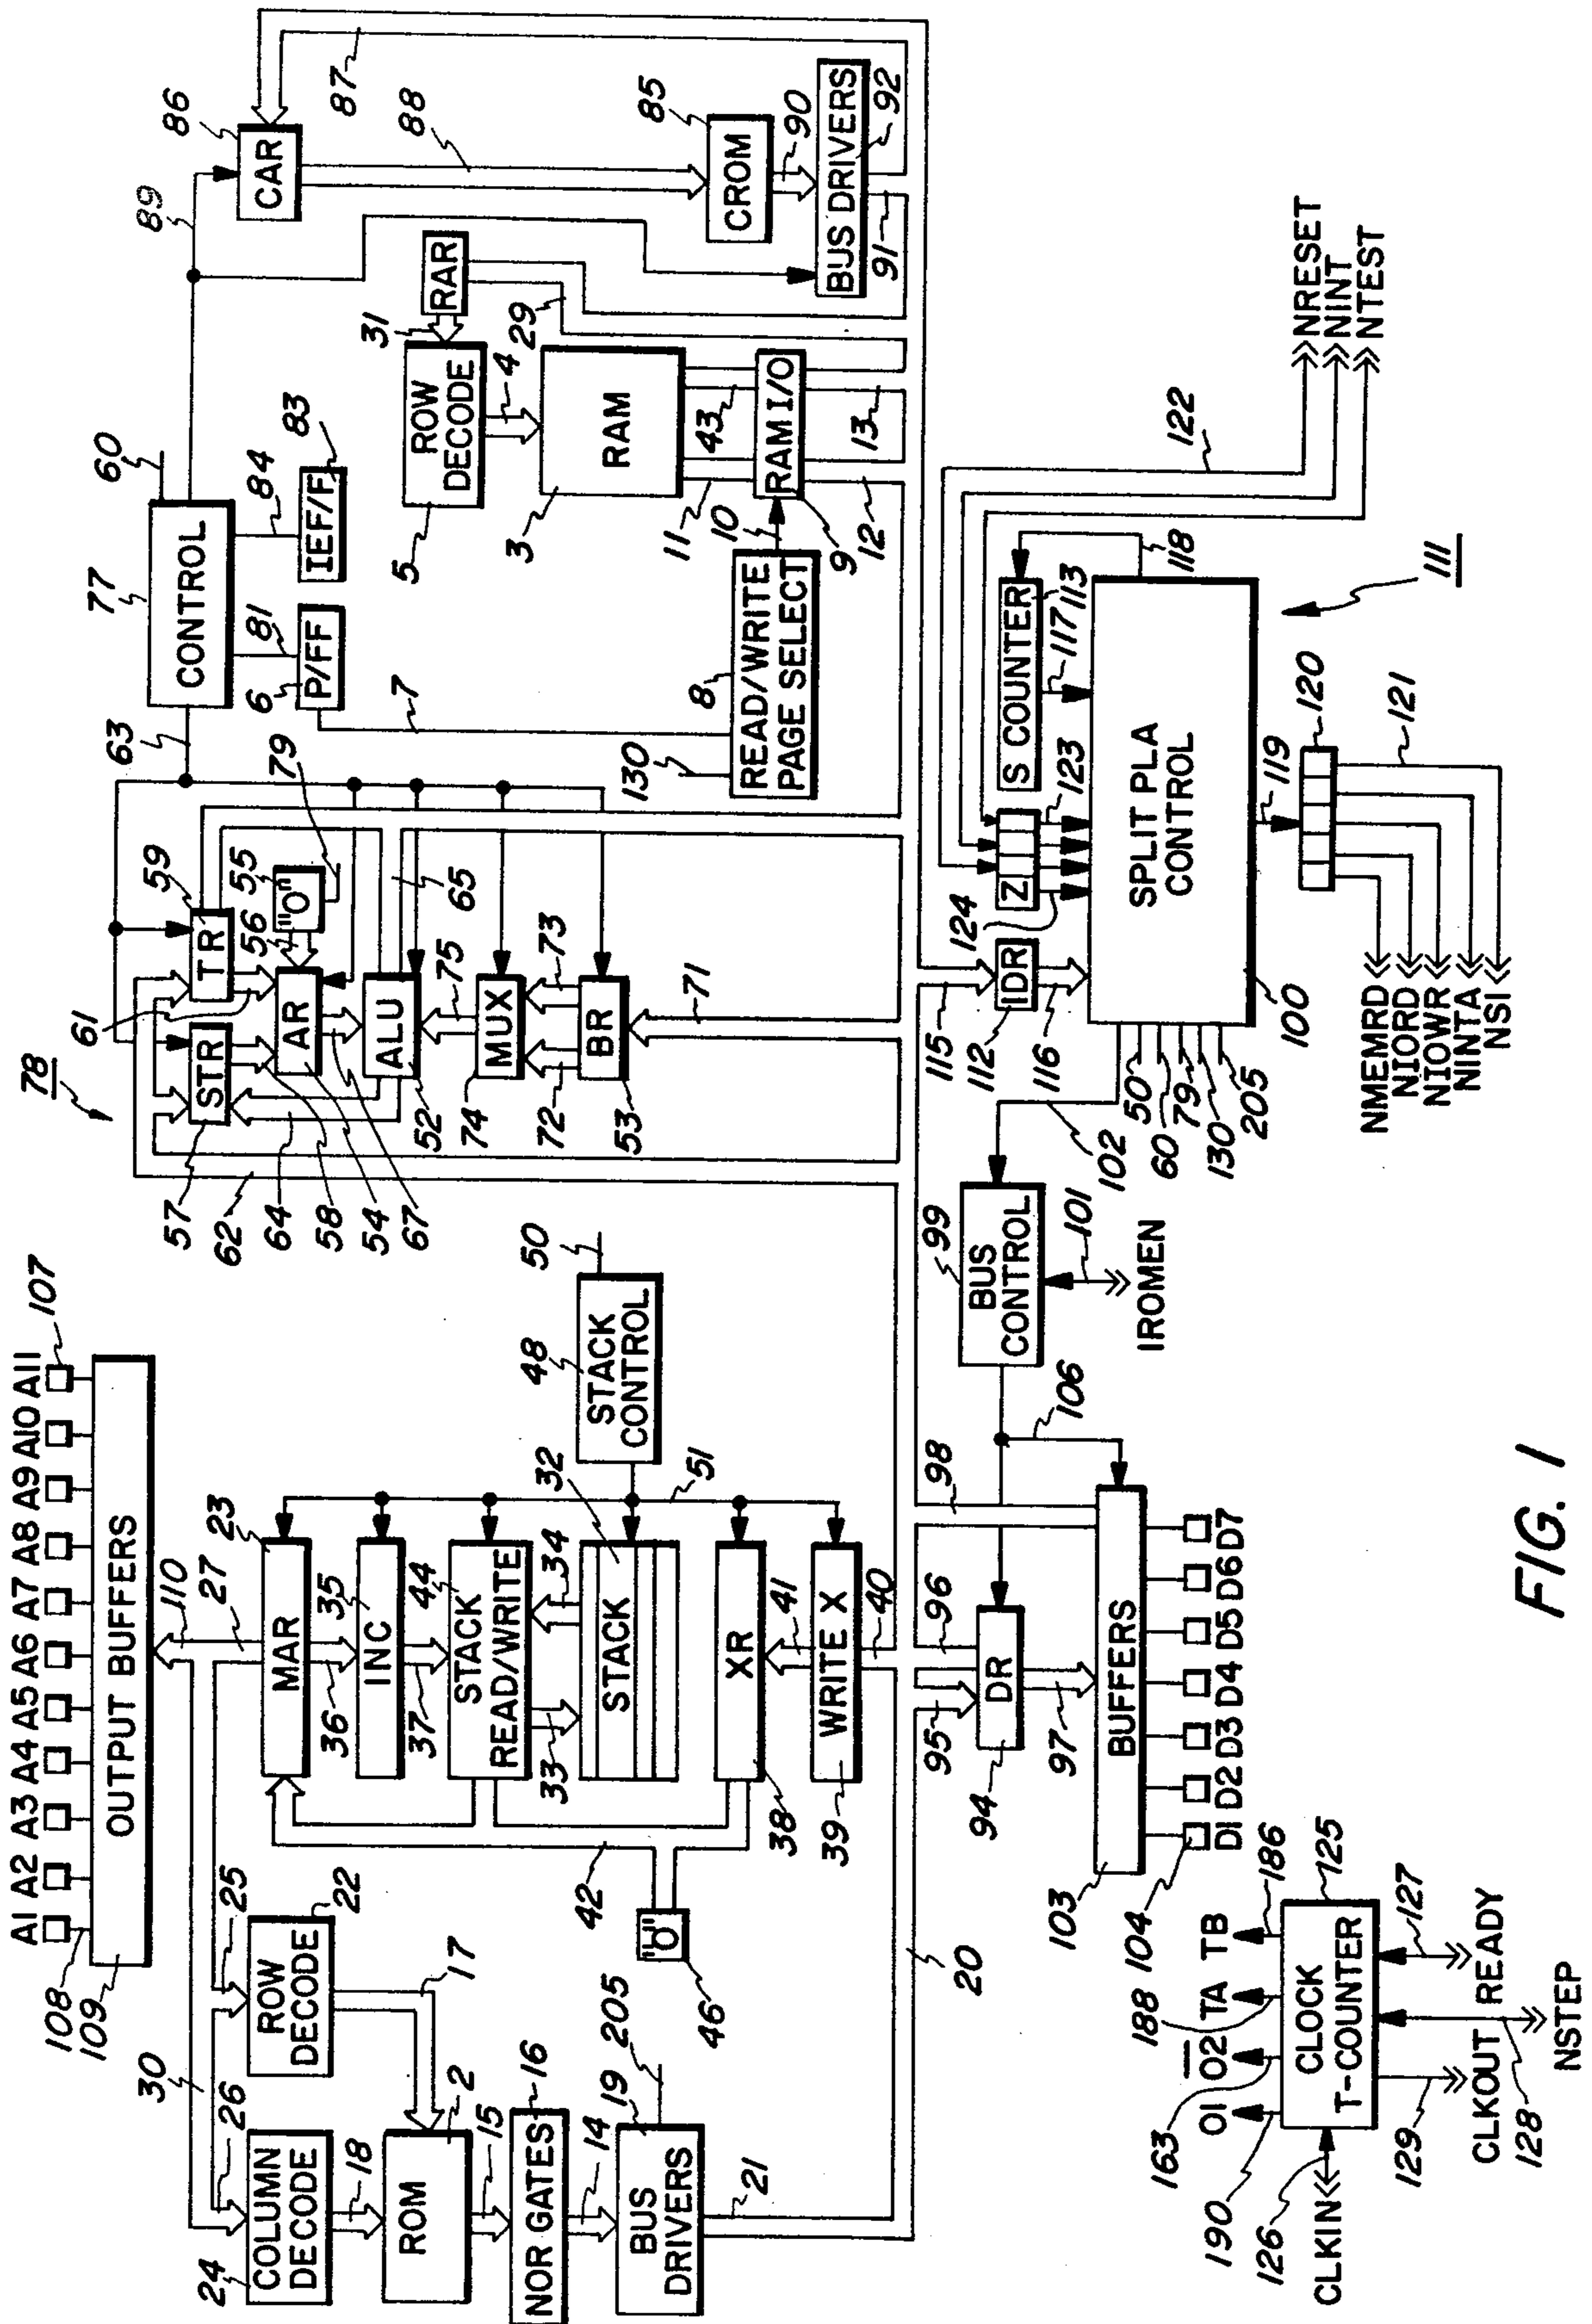 A1 A2 A3 A4 A5 A6 A7 A8 A9 A10 A11
107
108
109
OUTPUT BUFFERS
110
27
30
26
25
24
COLUMN
DECODE
ROW
DECODE
22
18
17
ROM
2
15
NOR GATES
16
14
BUS
DRIVERS
19
205
21
20
MAR
23
36
INC
35
37
STACK
READ/WRITE
44
33
34
STACK
32
XR
38
41
WRITE X
39
40
42
"0"
46
STACK
CONTROL
48
50
51
78
62
57
STR
61
TR
59
56
"0"
55
79
AR
64
58
54
67
ALU
52
65
75
MUX
74
72
73
BR
53
71
63
77
CONTROL
60
81
84
P/FF
6
IEF/F
83
7
130
8
READ/WRITE
PAGE SELECT
10
5
ROW
DECODE
31
RAR
29
4
3
RAM
11
43
RAM I/O
9
12
13
89
86
CAR
87
88
CROM
85
90
BUS DRIVERS
92
91
95
96
DR
94
97
98
BUFFERS
103
104
D1 D2 D3 D4 D5 D6 D7
106
99
BUS
CONTROL
101
IROMEN
102
115
IDR
112
116
124
Z
123
S COUNTER
113
117
118
SPLIT PLA
CONTROL
100
50
60
79
130
205
111
119
120
121
122
NRESET
NINT
NTEST
NMEMRD
NIORD
NIOWR
NINTA
NSI
163
190
188
186
O1 O2 TA TB
CLOCK
T-COUNTER
125
126
CLKIN
127
READY
128
NSTEP
129
CLKOUT
FIG. 1